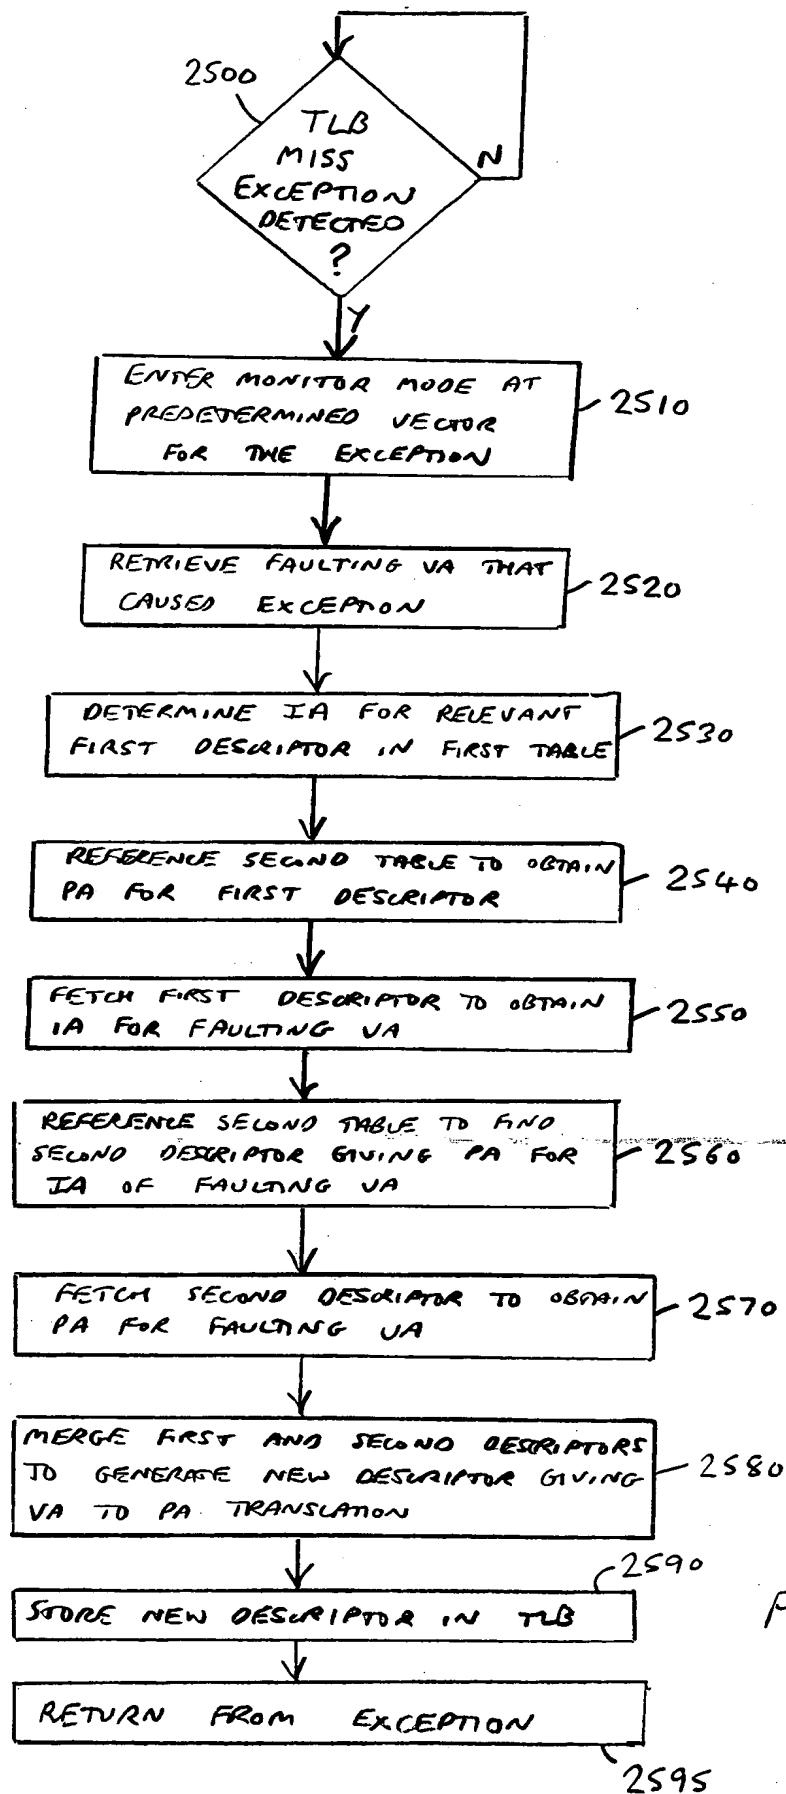 2500
TLB
MISS
EXCEPTION
DETECTED
?
N
Y
ENTER MONITOR MODE AT
PREDETERMINED VECTOR
FOR THE EXCEPTION
2510
RETRIEVE FAULTING VA THAT
CAUSED EXCEPTION
2520
DETERMINE IA FOR RELEVANT
FIRST DESCRIPTOR IN FIRST TABLE
2530
REFERENCE SECOND TABLE TO OBTAIN
PA FOR FIRST DESCRIPTOR
2540
FETCH FIRST DESCRIPTOR TO OBTAIN
IA FOR FAULTING VA
2550
REFERENCE SECOND TABLE TO FIND
SECOND DESCRIPTOR GIVING PA FOR
IA OF FAULTING VA
2560
FETCH SECOND DESCRIPTOR TO OBTAIN
PA FOR FAULTING VA
2570
MERGE FIRST AND SECOND DESCRIPTORS
TO GENERATE NEW DESCRIPTOR GIVING
VA TO PA TRANSLATION
2580
2590
STORE NEW DESCRIPTOR IN TLB
RETURN FROM EXCEPTION
2595